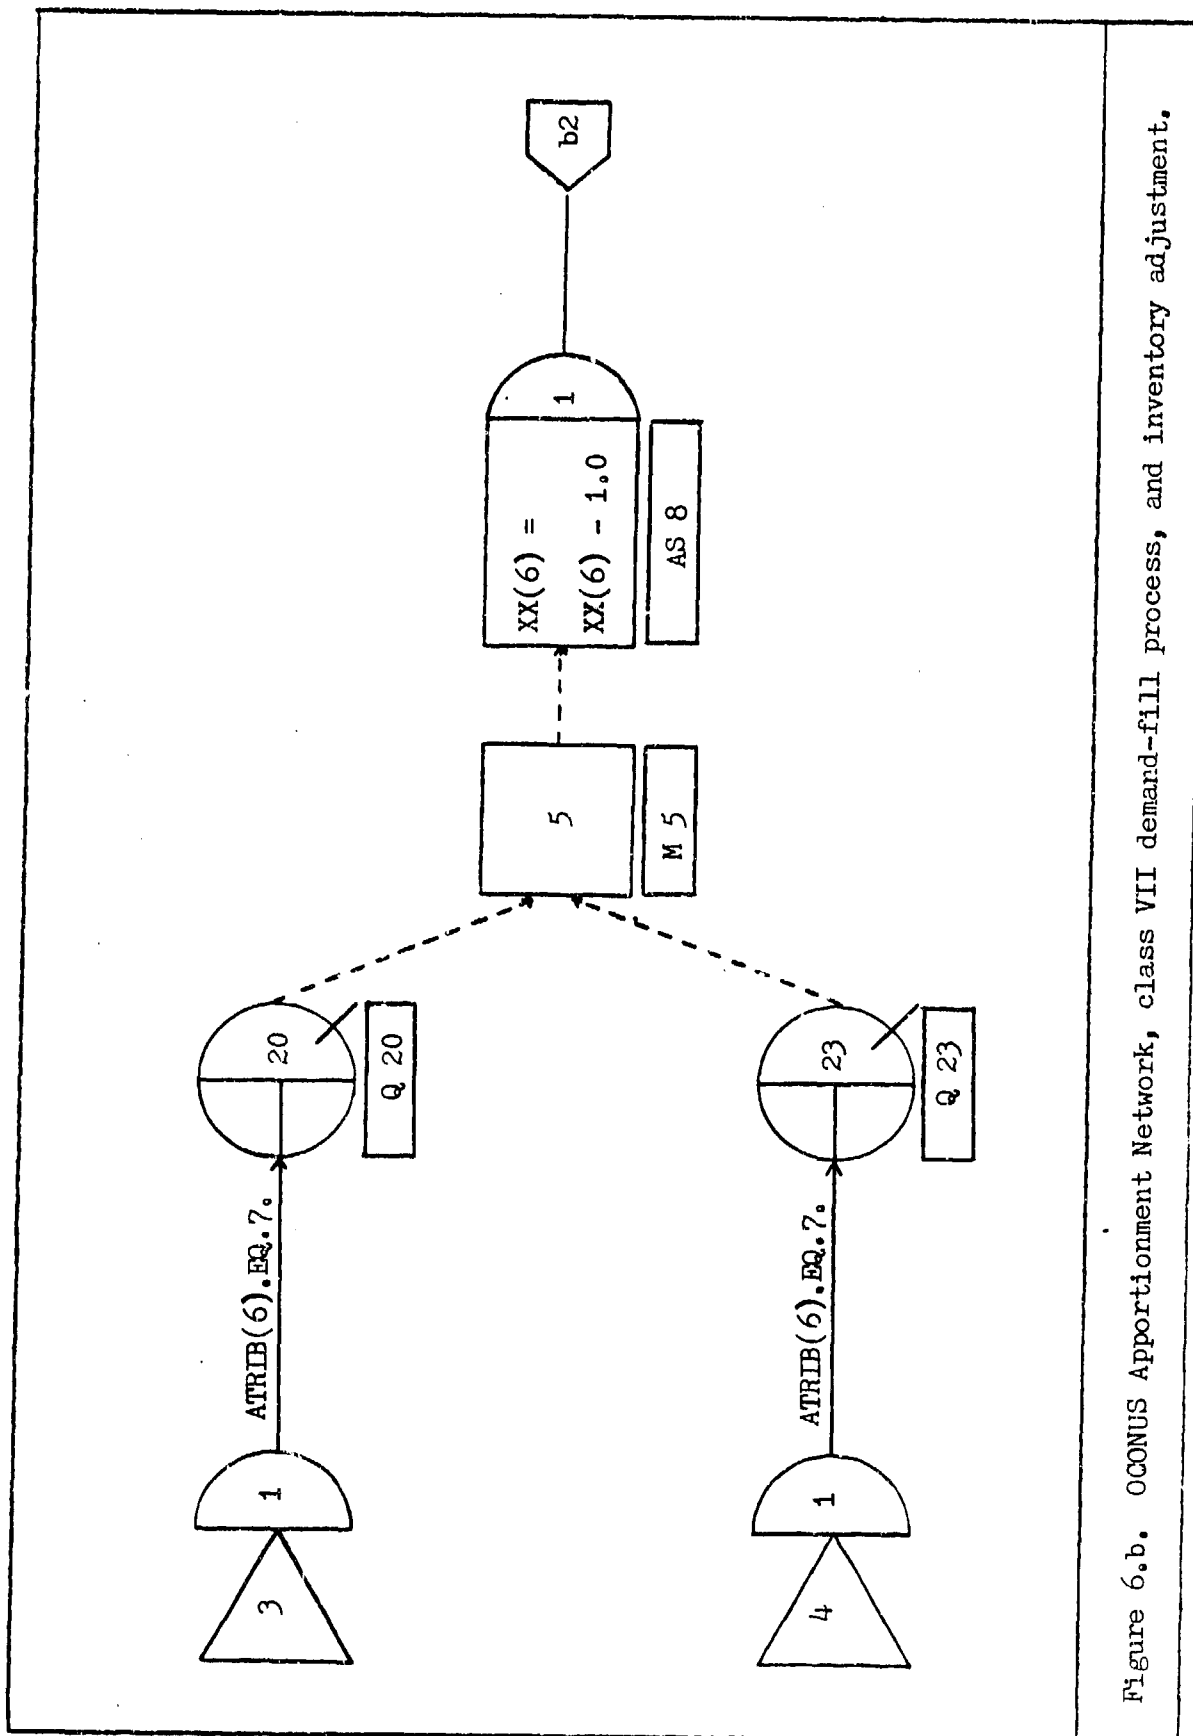 3
1
ATRIB(6).EQ.7.
20
Q 20
4
1
ATRIB(6).EQ.7.
23
Q 23
5
M 5
XX(6) =
XX(6) - 1.0
1
AS 8
b2
Figure 6.b. OCONUS Apportionment Network, class VII demand-fill process, and inventory adjustment.